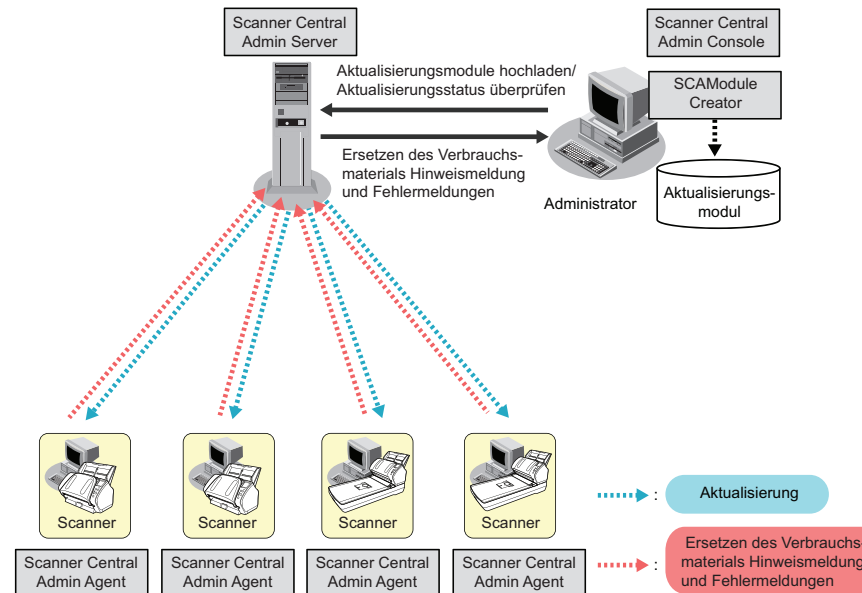 Scanner Central
Admin Server
Scanner Central
Admin Console
Aktualisierungsmodule hochladen/
Aktualisierungsstatus überprüfen
SCAModule
Creator
Ersetzen des Verbrauchs-
materials Hinweismeldung
und Fehlermeldungen
Administrator
Aktualisierungs-
modul
Scanner
Scanner
Scanner
Scanner
Scanner Central
Admin Agent
Scanner Central
Admin Agent
Scanner Central
Admin Agent
Scanner Central
Admin Agent
: Aktualisierung
: Ersetzen des Verbrauchs-
materials Hinweismeldung
und Fehlermeldungen